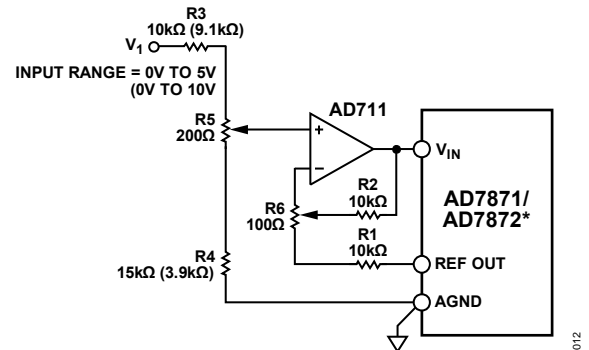 R3
10kΩ (9.1kΩ)
V1
INPUT RANGE = 0V TO 5V
(0V TO 10V
AD711
R5
200Ω
+
–
VIN
R2
10kΩ
AD7871/
AD7872*
R6
100Ω
R1
10kΩ
REF OUT
R4
15kΩ (3.9kΩ)
AGND
012